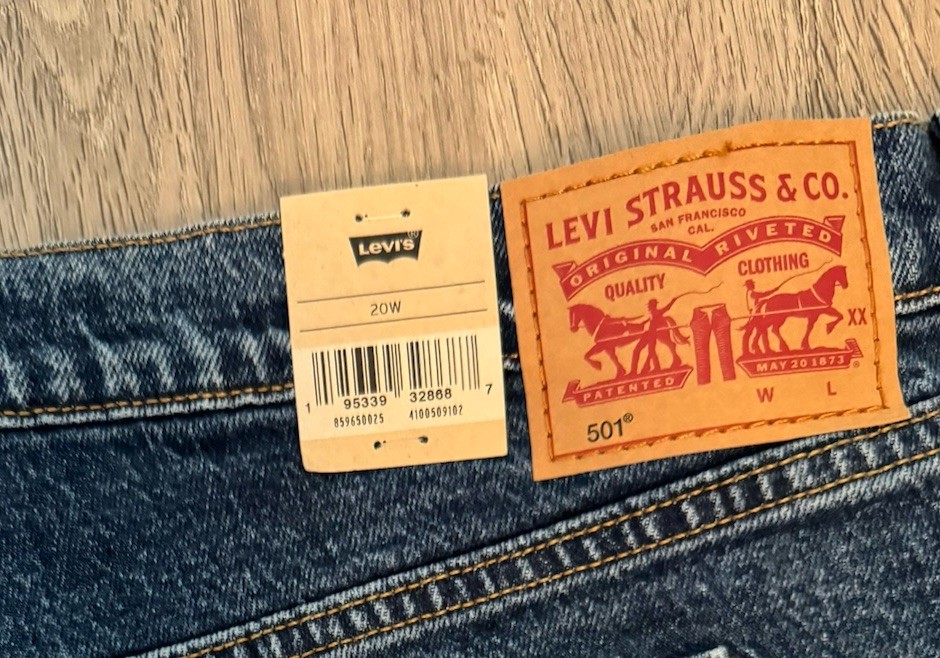 Levi's®
20W
1 95339 32868 7
859650025 4100509102
LEVI STRAUSS & CO.
SAN FRANCISCO
CAL.
ORIGINAL RIVETED
QUALITY CLOTHING
XX
PATENTED MAY 20 1873 ®
W L
501®